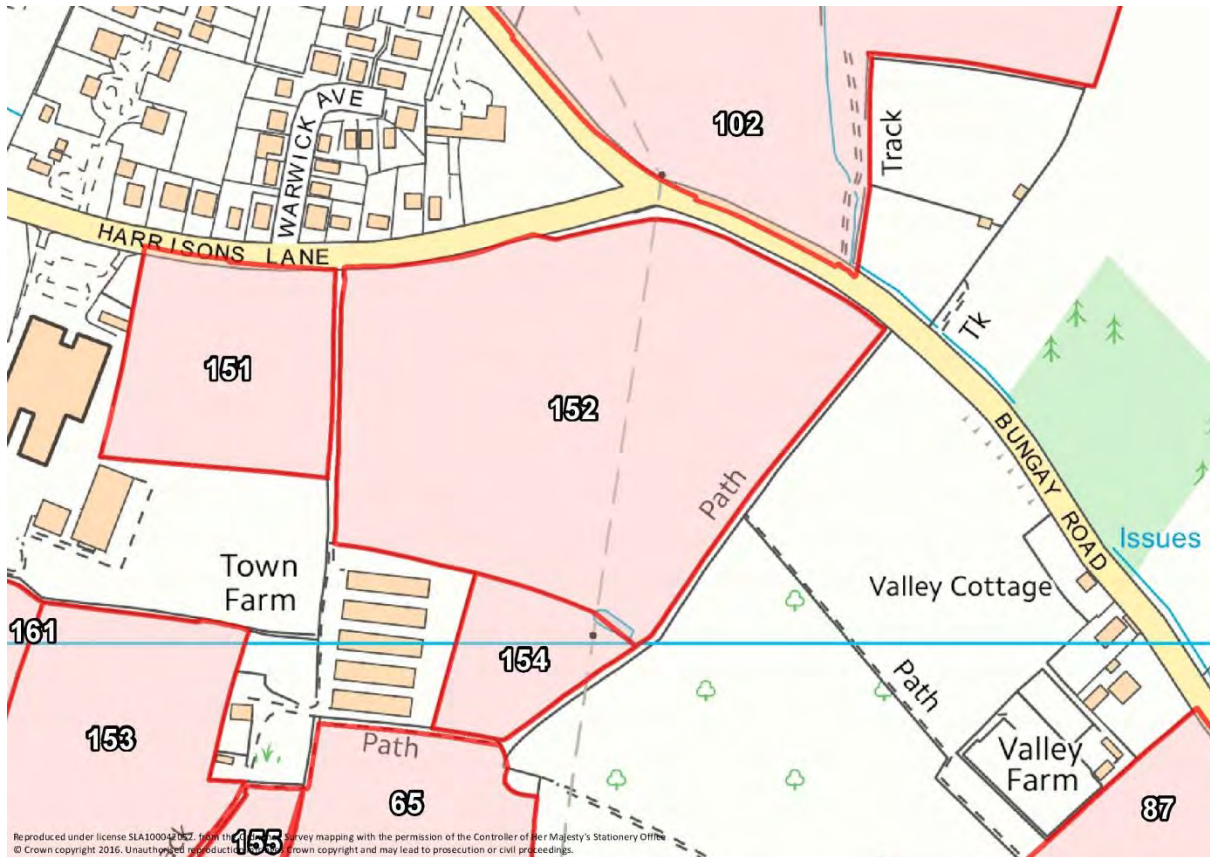 WARWICK AVE
102
Track
HARRISONS LANE
Tk
151
152
BUNGAY ROAD
Path
Issues
Town
Farm
Valley Cottage
161
154
Path
153
Path
Valley
Farm
65
87
155
Reproduced under license SLA100042052. from the Survey mapping with the permission of the Controller of Her Majesty's Stationery Office
© Crown copyright 2016. Unauthorised reproduction Crown copyright and may lead to prosecution or civil proceedings.